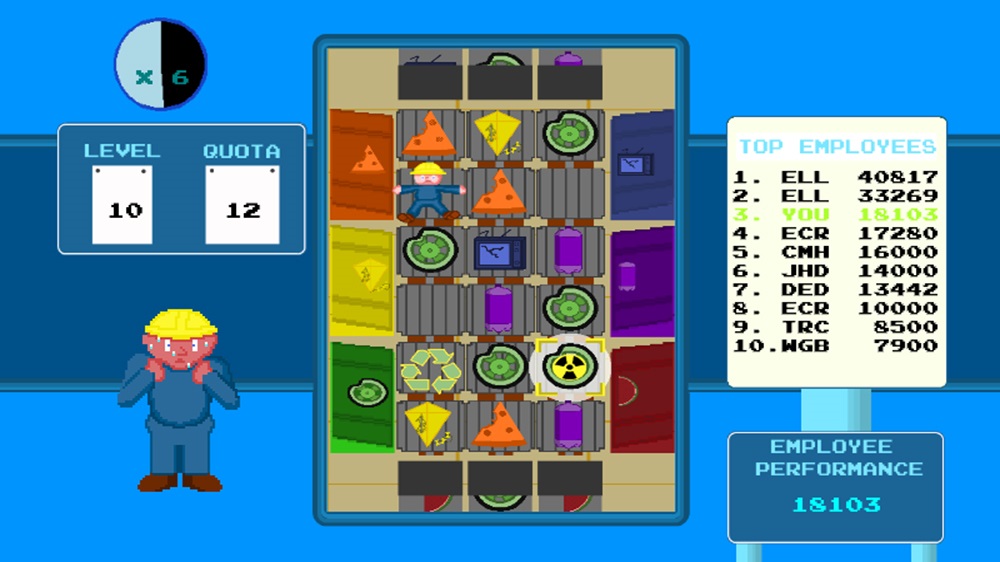 X 6
LEVEL QUOTA
10 12
TOP EMPLOYEES
1. ELL 40817
2. ELL 33269
3. YOU 18103
4. ECR 17280
5. CMH 16000
6. JHD 14000
7. DED 13442
8. ECR 10000
9. TRC 8500
10.WGB 7900
EMPLOYEE
PERFORMANCE
18103